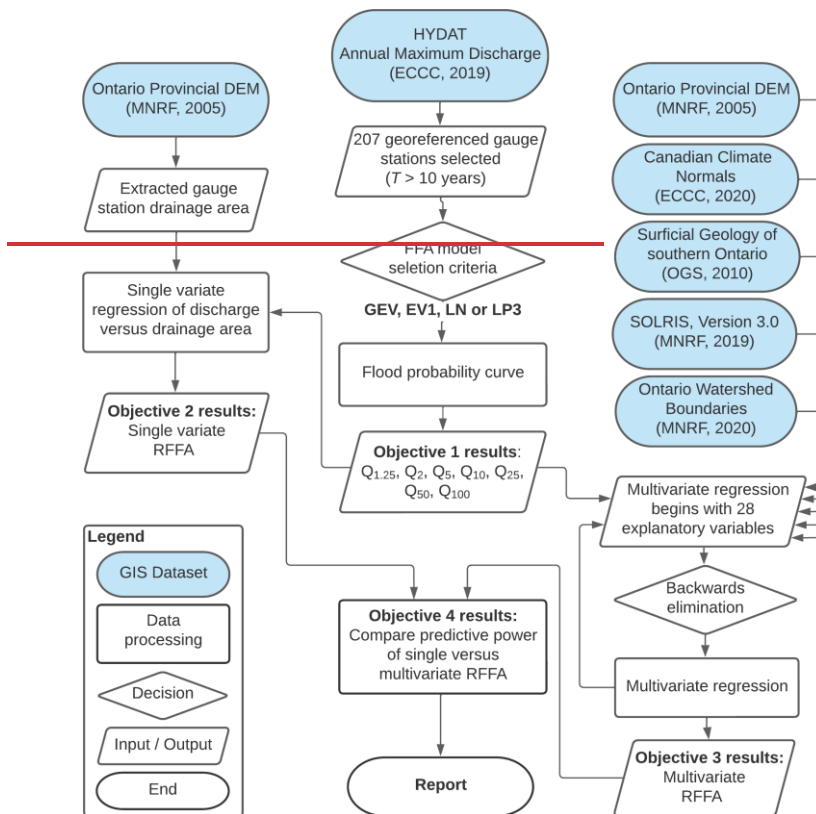 HYDAT
Annual Maximum Discharge
(ECCC, 2019)
Ontario Provincial DEM
(MNRF, 2005)
Ontario Provincial DEM
(MNRF, 2005)
207 georeferenced gauge
stations selected
(T > 10 years)
Canadian Climate
Normals
(ECCC, 2020)
Extracted gauge
station drainage area
FFA model
seletion criteria
Surficial Geology of
southern Ontario
(OGS, 2010)
Single variate
regression of discharge
versus drainage area
GEV, EV1, LN or LP3
SOLRIS, Version 3.0
(MNRF, 2019)
Flood probability curve
Ontario Watershed
Boundaries
(MNRF, 2020)
Objective 2 results:
Single variate
RFFA
Objective 1 results:
Q1.25, Q2, Q5, Q10, Q25,
Q50, Q100
Multivariate regression
begins with 28
explanatory variables
Legend
GIS Dataset
Data
processing
Decision
Input / Output
End
Backwards
elimination
Objective 4 results:
Compare predictive power
of single versus
multivariate RFFA
Multivariate regression
Report
Objective 3 results:
Multivariate
RFFA